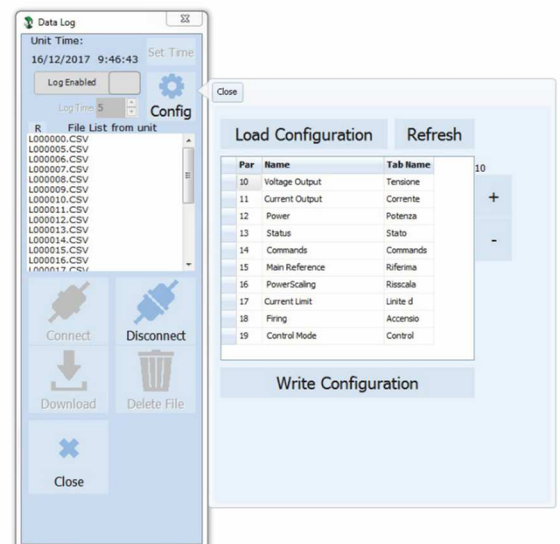 Data Log
Unit Time:
16/12/2017 9:46:43
Set Time
Log Enabled
Log Time 5
Config
R File List from unit
L000000.CSV
L000005.CSV
L000006.CSV
L000007.CSV
L000008.CSV
L000009.CSV
L000010.CSV
L000011.CSV
L000012.CSV
L000013.CSV
L000014.CSV
L000015.CSV
L000016.CSV
L000017.CSV
Connect
Disconnect
Download
Delete File
Close
Close
Load Configuration
Refresh
Par Name Tab Name
10
10 Voltage Output Tensione
11 Current Output Corrente
12 Power Potenza
13 Status Stato
14 Commands Commands
15 Main Reference Riferima
16 PowerScaling Risscala
17 Current Limit Linite d
18 Firing Accensio
19 Control Mode Control
+
-
Write Configuration